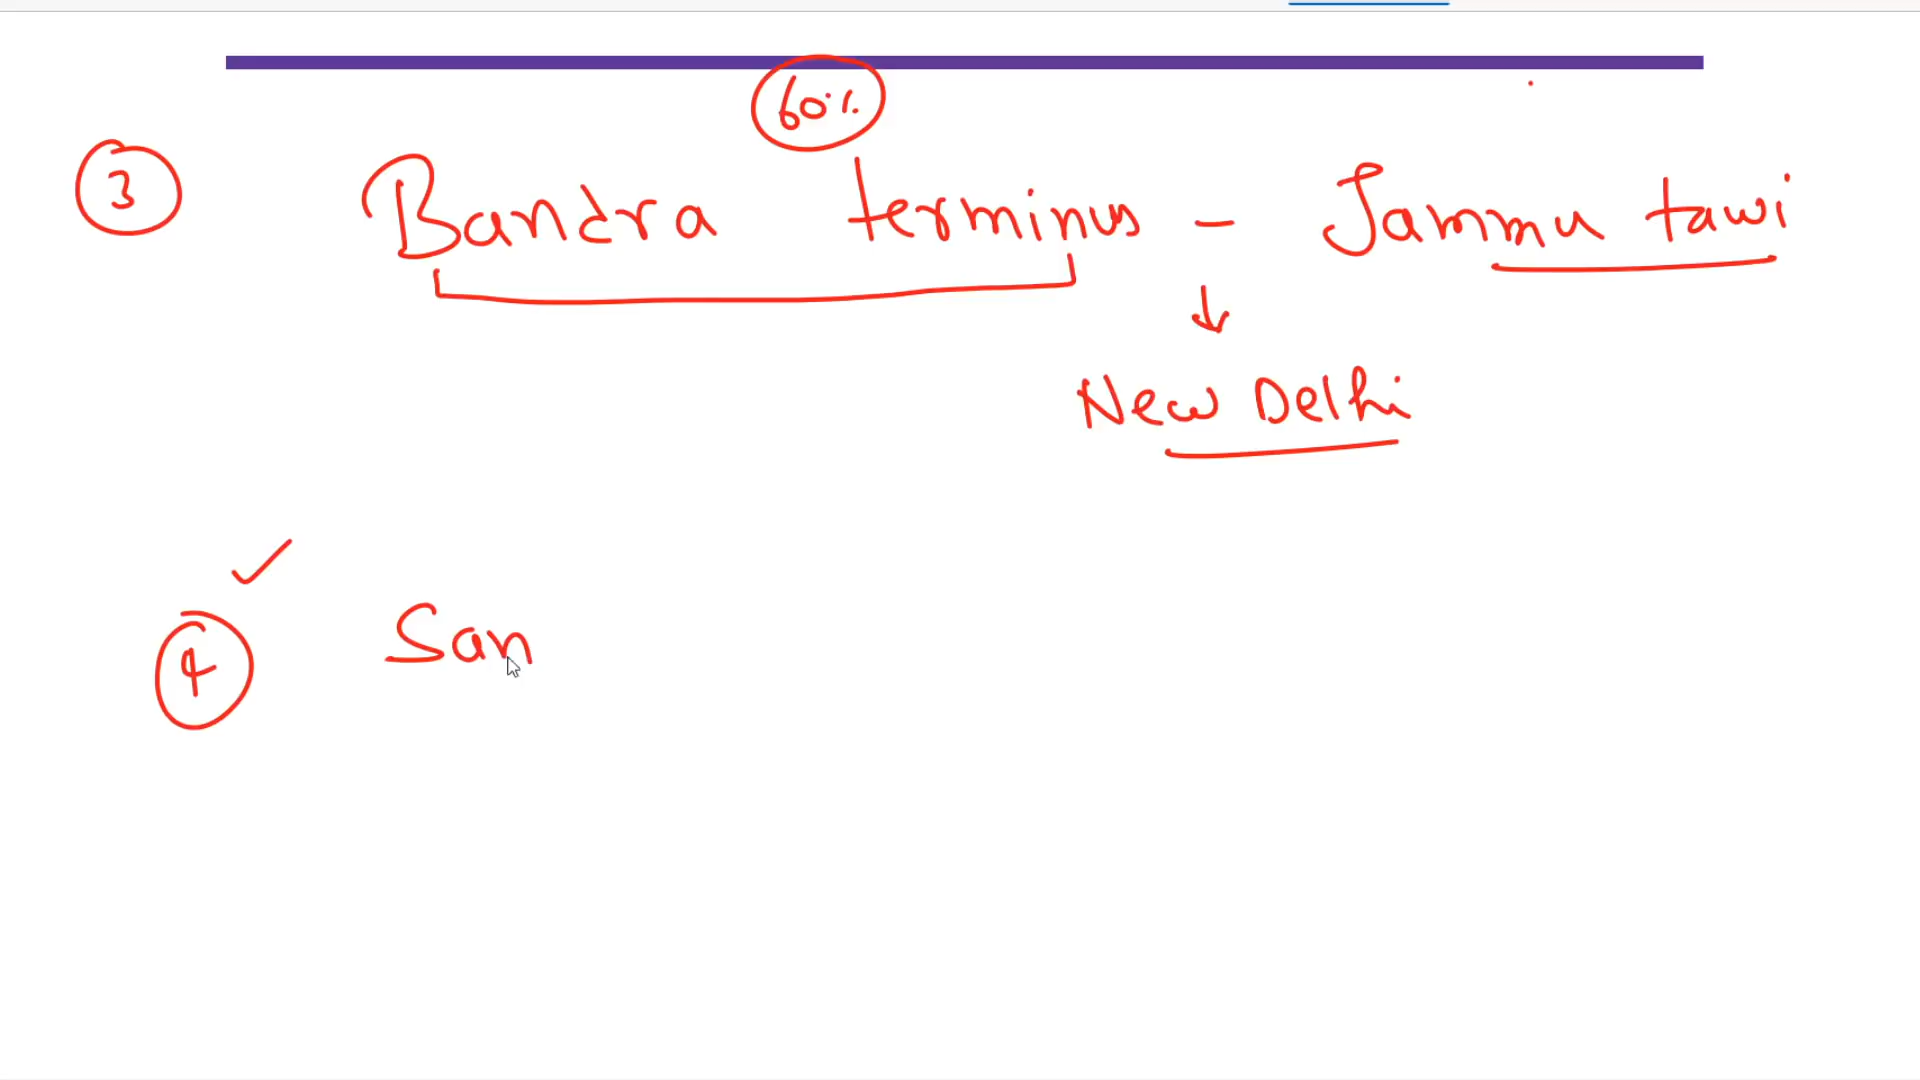 60%
3 Bandra terminus - Jammu tawi
↓
New Delhi
✓
4 San